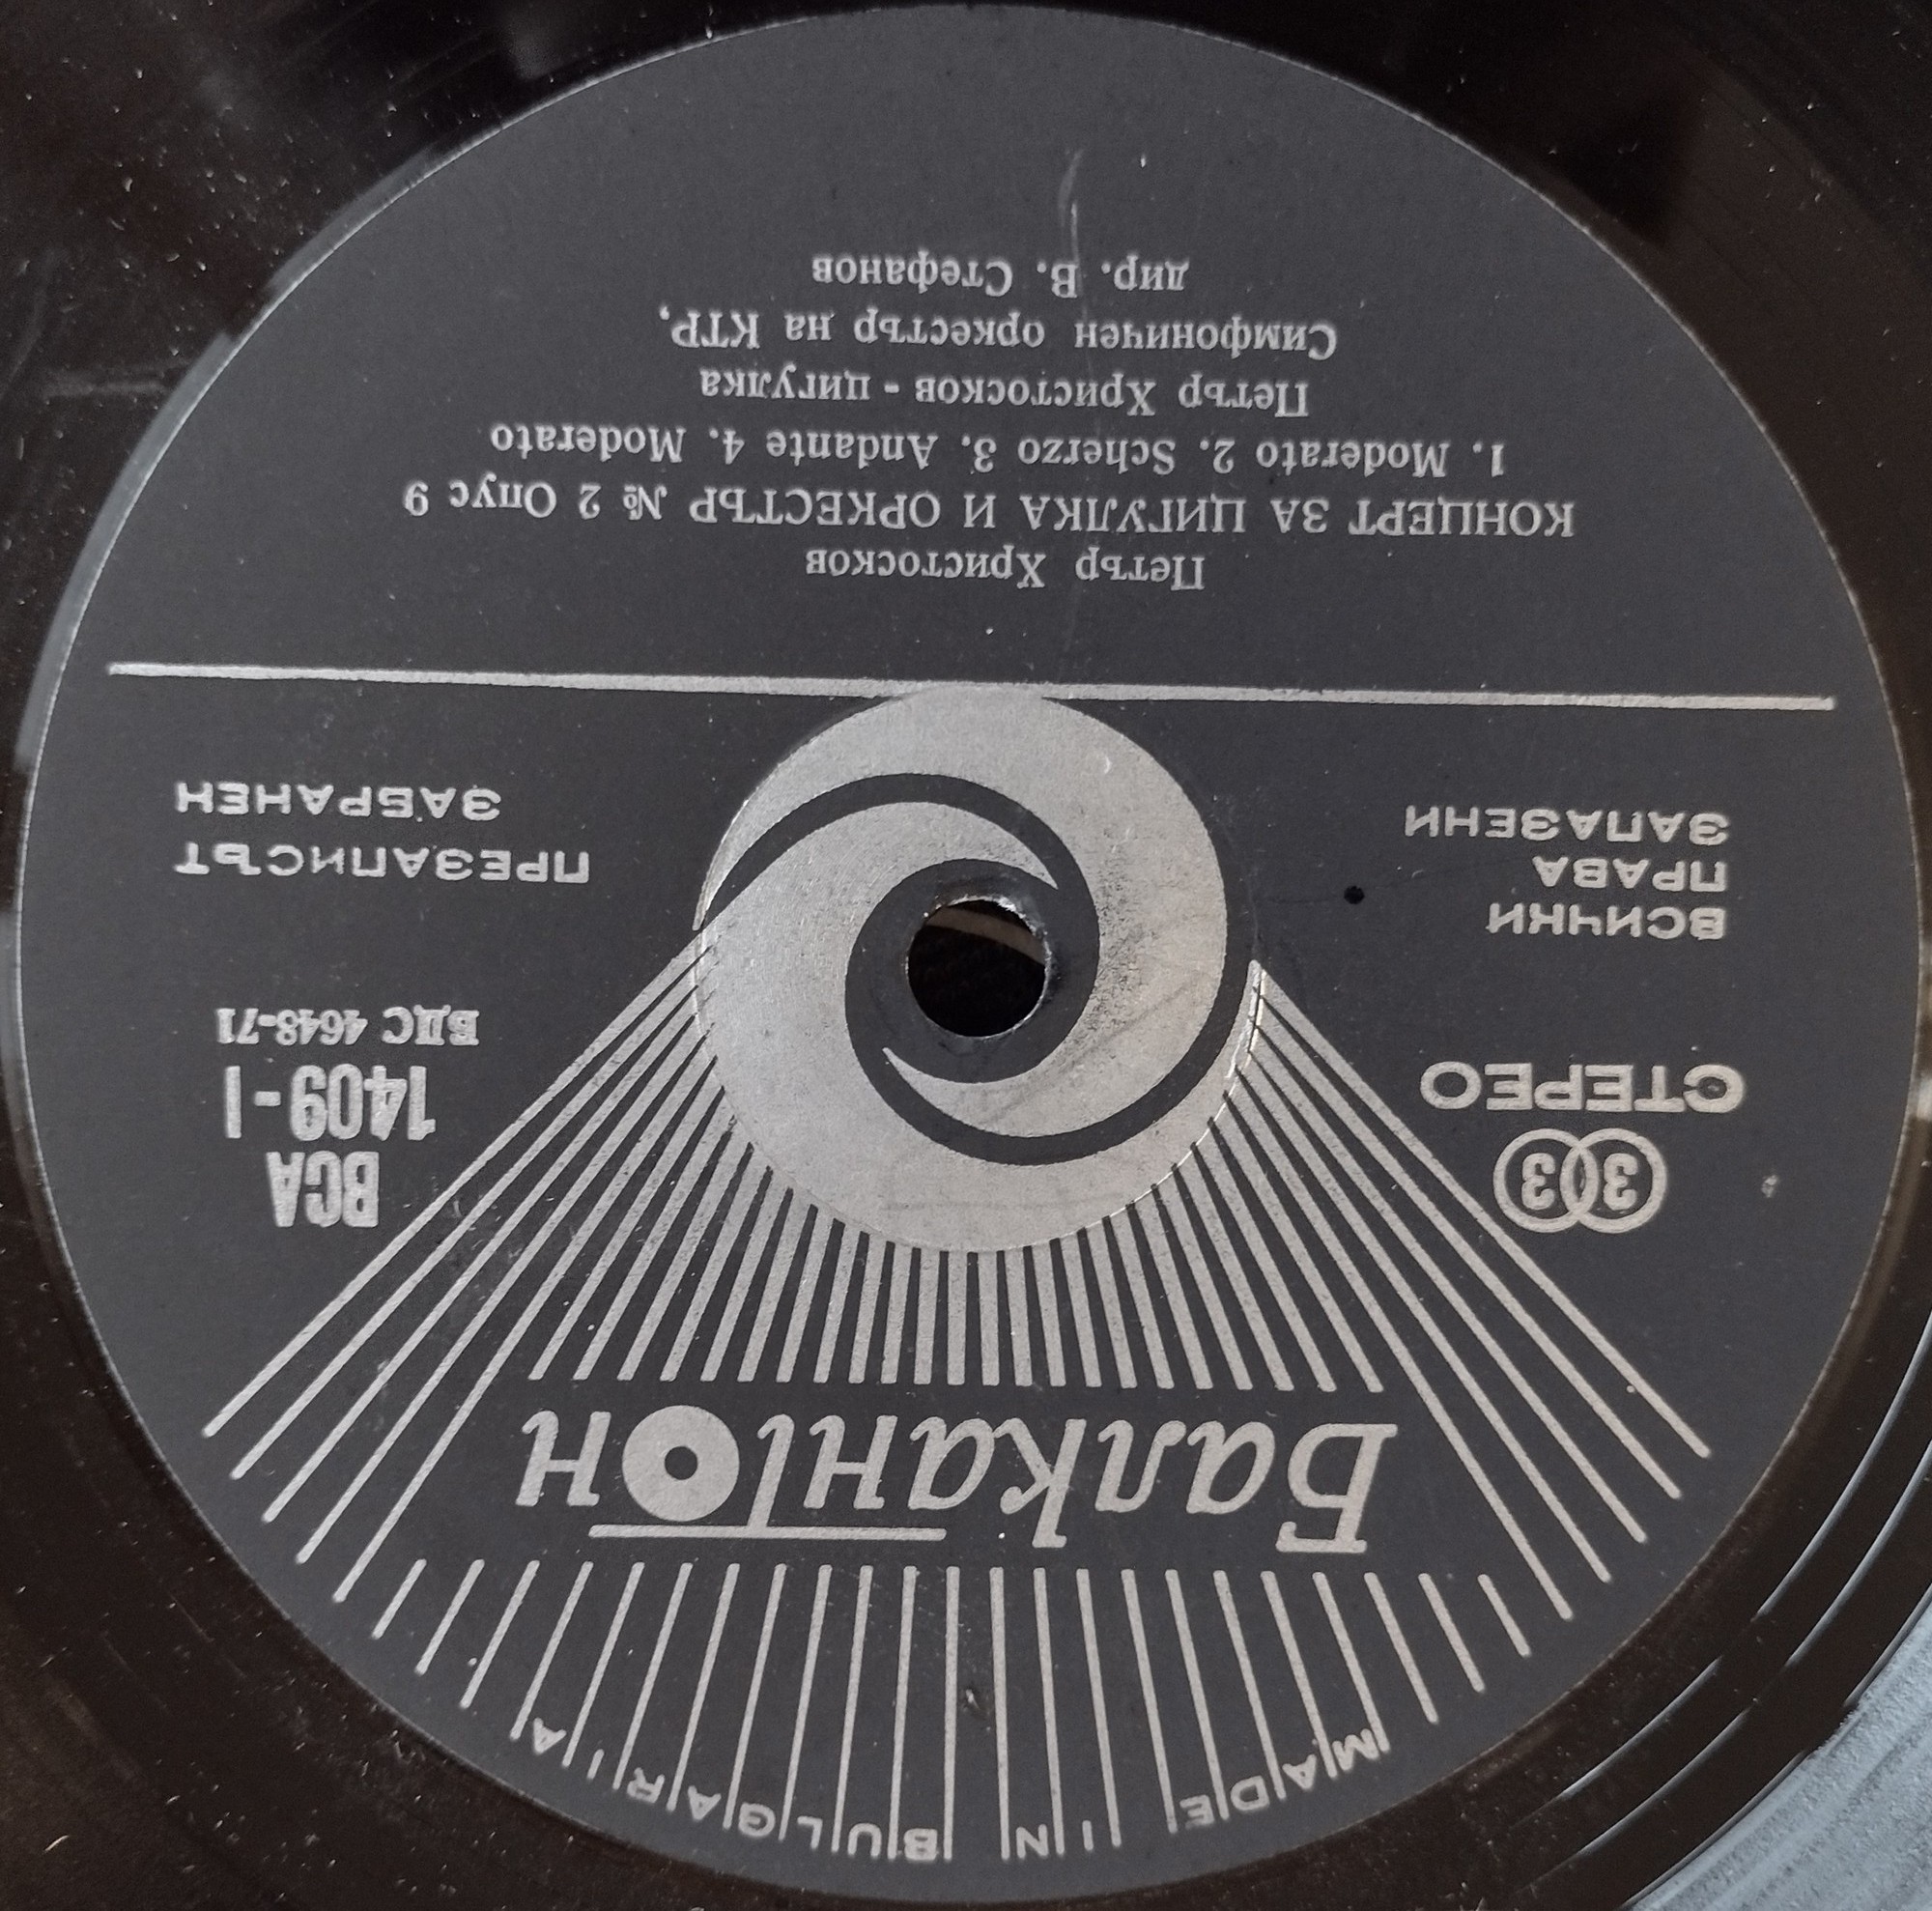 MADE IN BULGARIA
Балкантон
33
СТЕРЕО
ВСИЧКИ
ПРАВА
ЗАПАЗЕНИ
ВСА
1409-I
БДС 4648-71
ПРЕЗАПИСЪТ
ЗАБРАНЕН
Петър Христосков
КОНЦЕРТ ЗА ЦИГУЛКА И ОРКЕСТЪР № 2 Опус 9
1. Moderato 2. Scherzo 3. Andante 4. Moderato
Петър Христосков - цигулка
Симфоничен оркестър на КТР,
дир. В. Стефанов